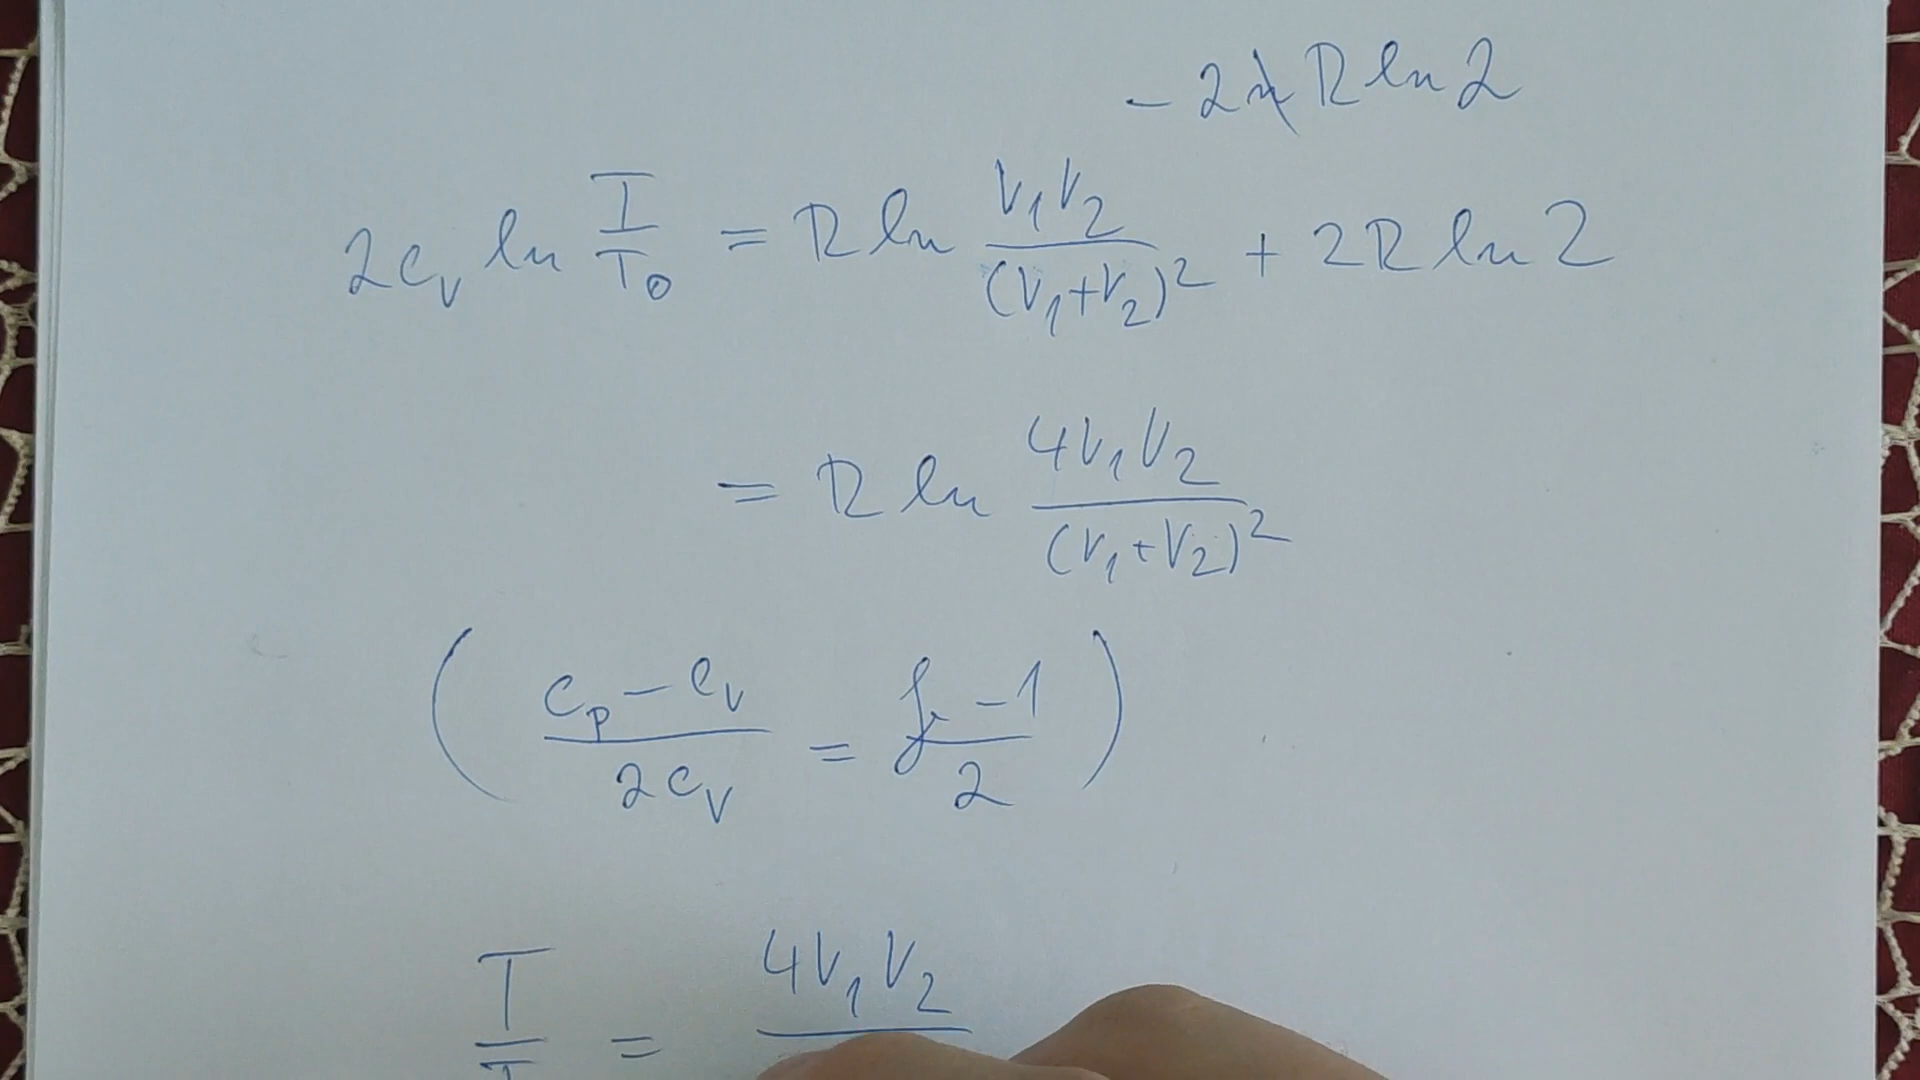 - 2 R ln 2
2c_V ln T/T_0 = R ln V_1V_2/(V_1+V_2)^2 + 2R ln 2
= R ln 4V_1V_2/(V_1+V_2)^2
( c_p - c_V/2c_V = γ-1/2 )
T/T = 4V_1V_2